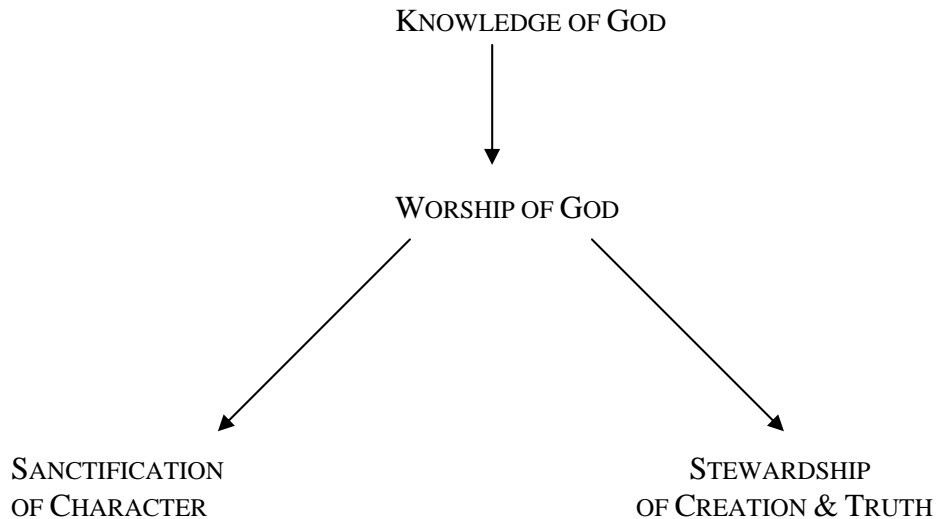 KNOWLEDGE OF GOD
WORSHIP OF GOD
SANCTIFICATION
OF CHARACTER
STEWARDSHIP
OF CREATION & TRUTH